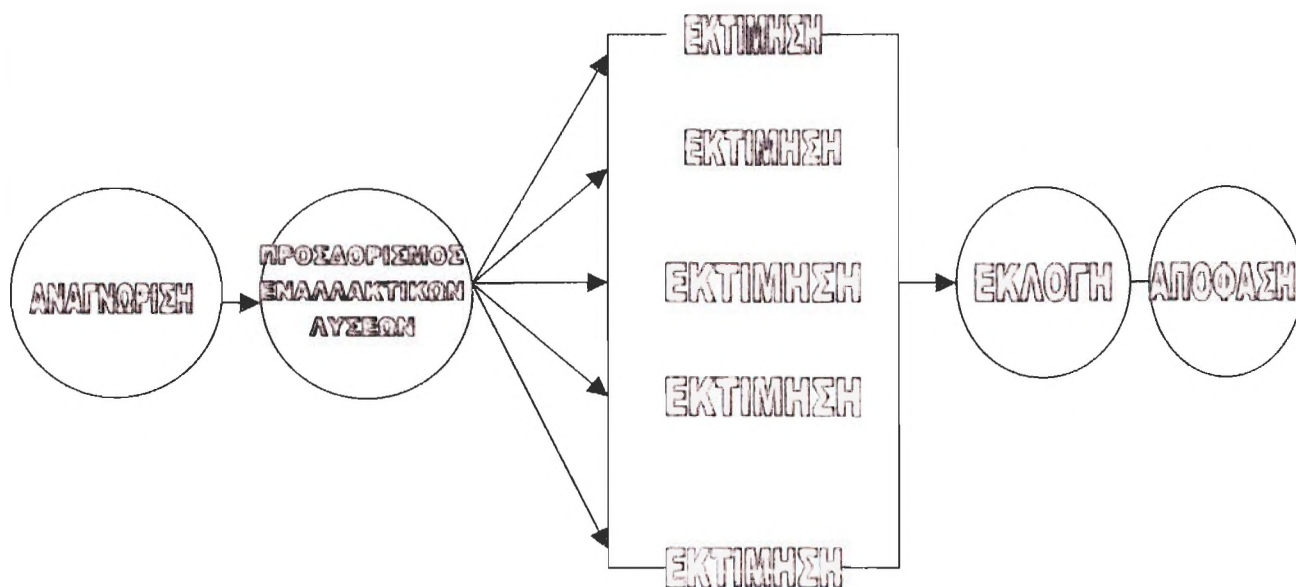 ΑΝΑΓΝΩΡΙΣΗ
ΠΡΟΣΔΟΡΙΣΜΟΣ
ΕΝΑΛΛΑΚΤΙΚΩΝ
ΛΥΣΕΩΝ
ΕΚΤΙΜΗΣΗ
ΕΚΤΙΜΗΣΗ
ΕΚΤΙΜΗΣΗ
ΕΚΤΙΜΗΣΗ
ΕΚΤΙΜΗΣΗ
ΕΚΛΟΓΗ
ΑΠΟΦΑΣΗ